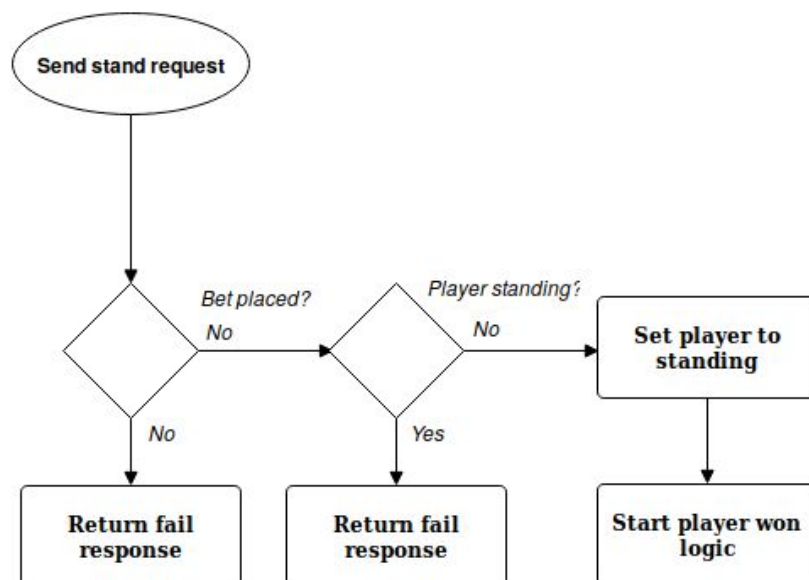 Send stand request
Bet placed?
No
Player standing?
No
Set player to
standing
No
Yes
Return fail
response
Return fail
response
Start player won
logic